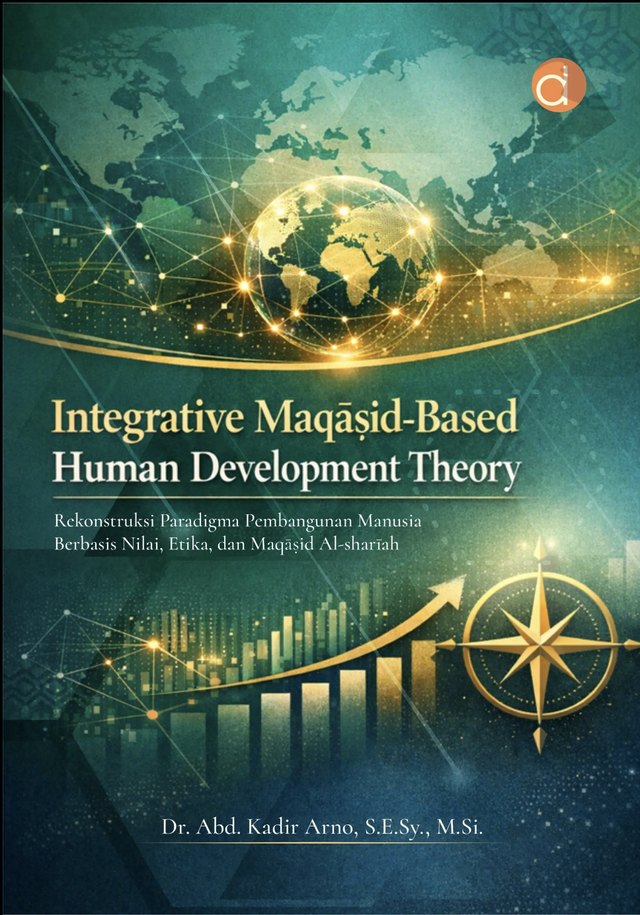 Integrative Maqāṣid-Based
Human Development Theory
Rekonstruksi Paradigma Pembangunan Manusia
Berbasis Nilai, Etika, dan Maqāṣid Al-sharīah
Dr. Abd. Kadir Arno, S.E.Sy., M.Si.